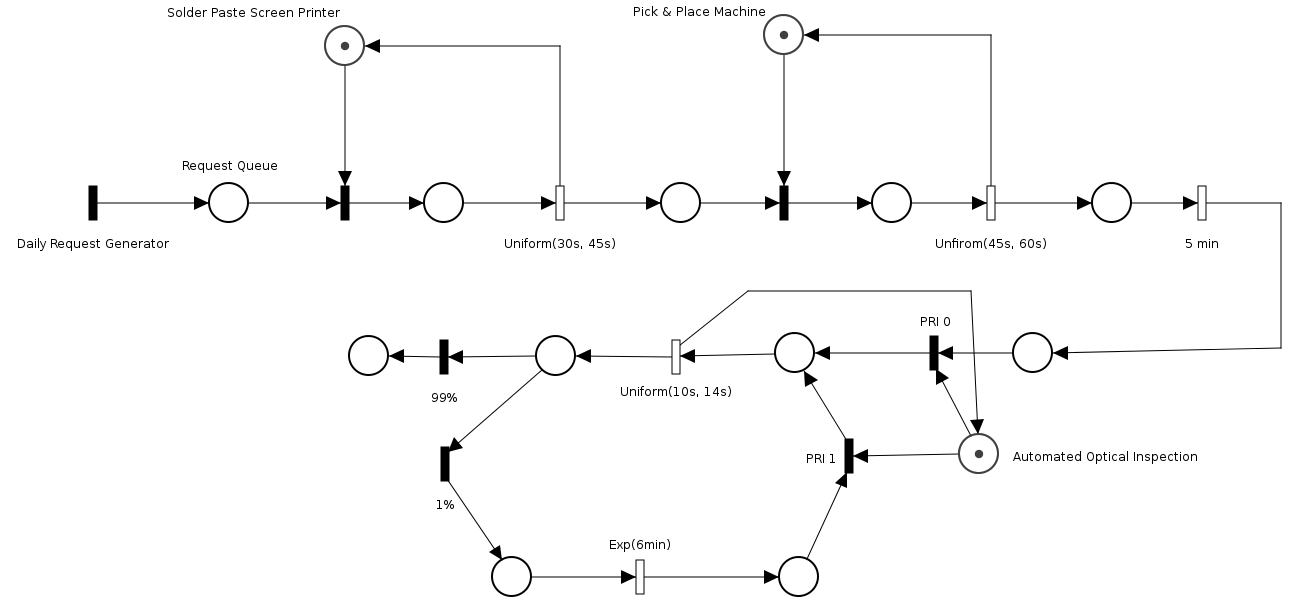 Solder Paste Screen Printer
Pick & Place Machine
Request Queue
Daily Request Generator
Uniform(30s, 45s)
Unfirom(45s, 60s)
5 min
PRI 0
Uniform(10s, 14s)
99%
PRI 1
Automated Optical Inspection
1%
Exp(6min)